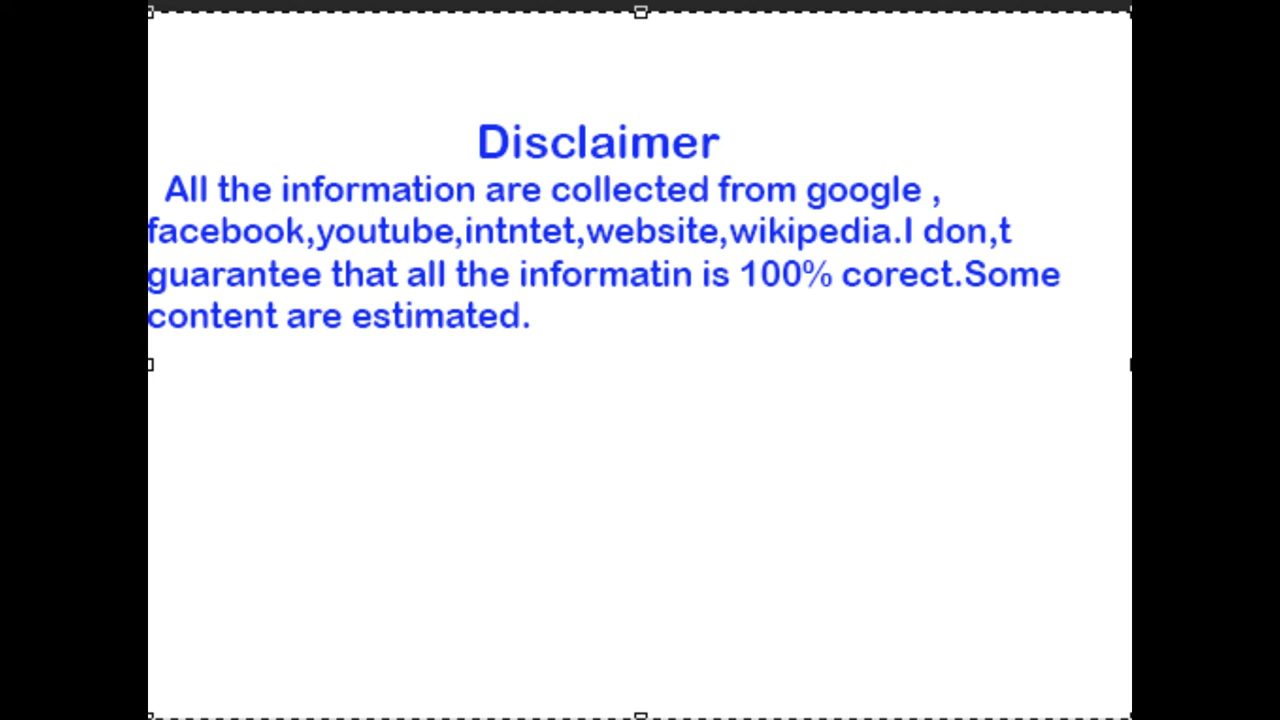 Disclaimer
All the information are collected from google ,
facebook,youtube,intntet,website,wikipedia.I don,t
guarantee that all the informatin is 100% corect.Some
content are estimated.